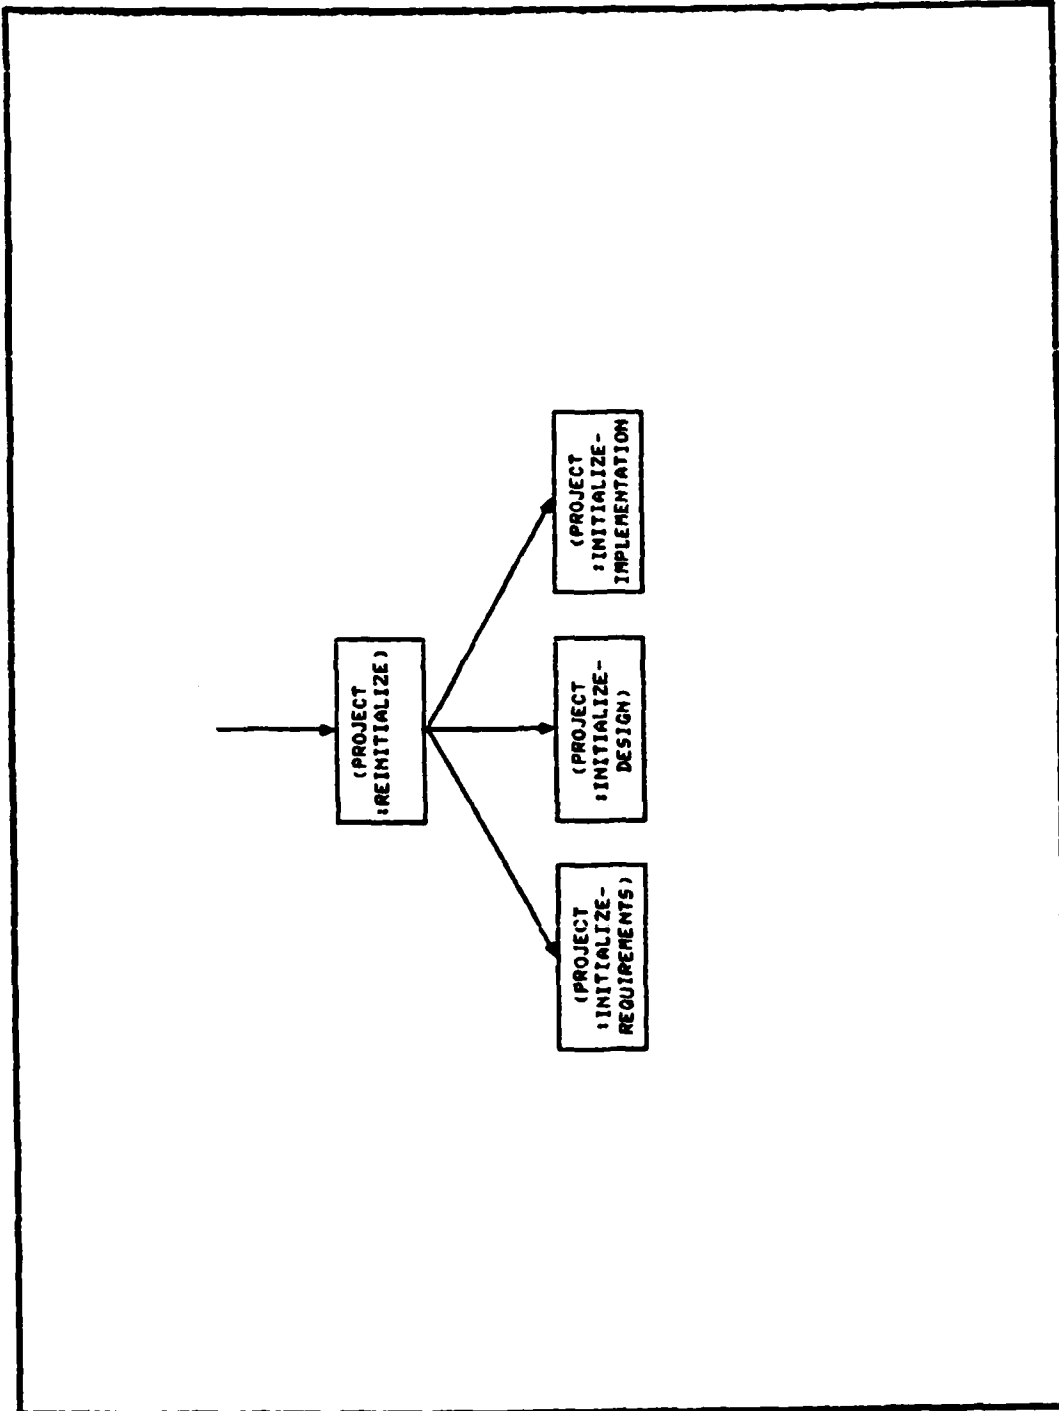 (PROJECT
:REINITIALIZE)
(PROJECT
:INITIALIZE-
REQUIREMENTS)
(PROJECT
:INITIALIZE-
DESIGN)
(PROJECT
:INITIALIZE-
IMPLEMENTATION